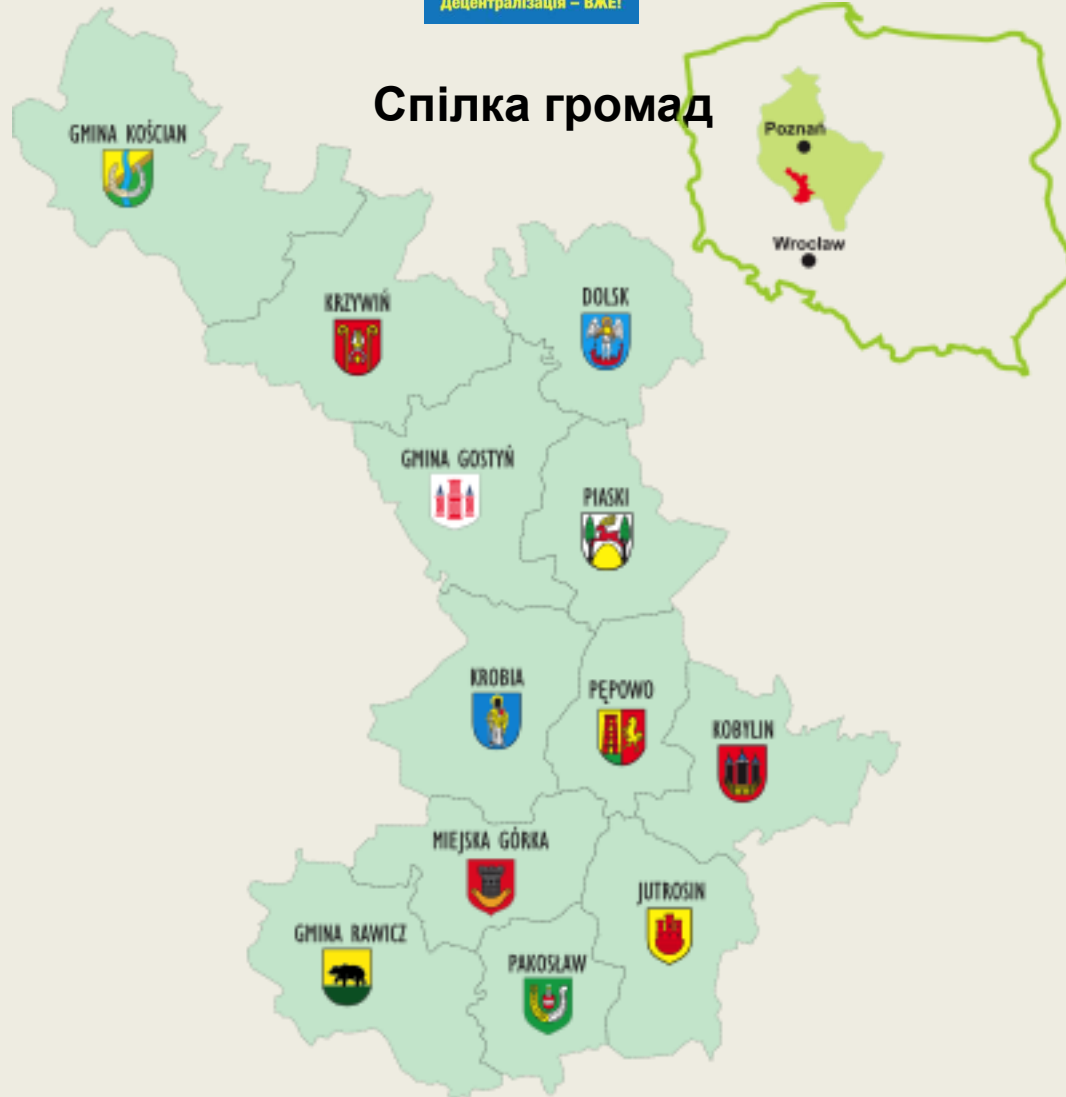 Децентралізація – ВЖЕ!
Спілка громад
GMINA KOŚCIAN
Poznań
Wrocław
KRZYWIŃ
DOLSK
GMINA GOSTYŃ
PIASKI
KROBIA
PĘPOWO
KOBYLIN
MIEJSKA GÓRKA
JUTROSIN
GMINA RAWICZ
PAKOSŁAW